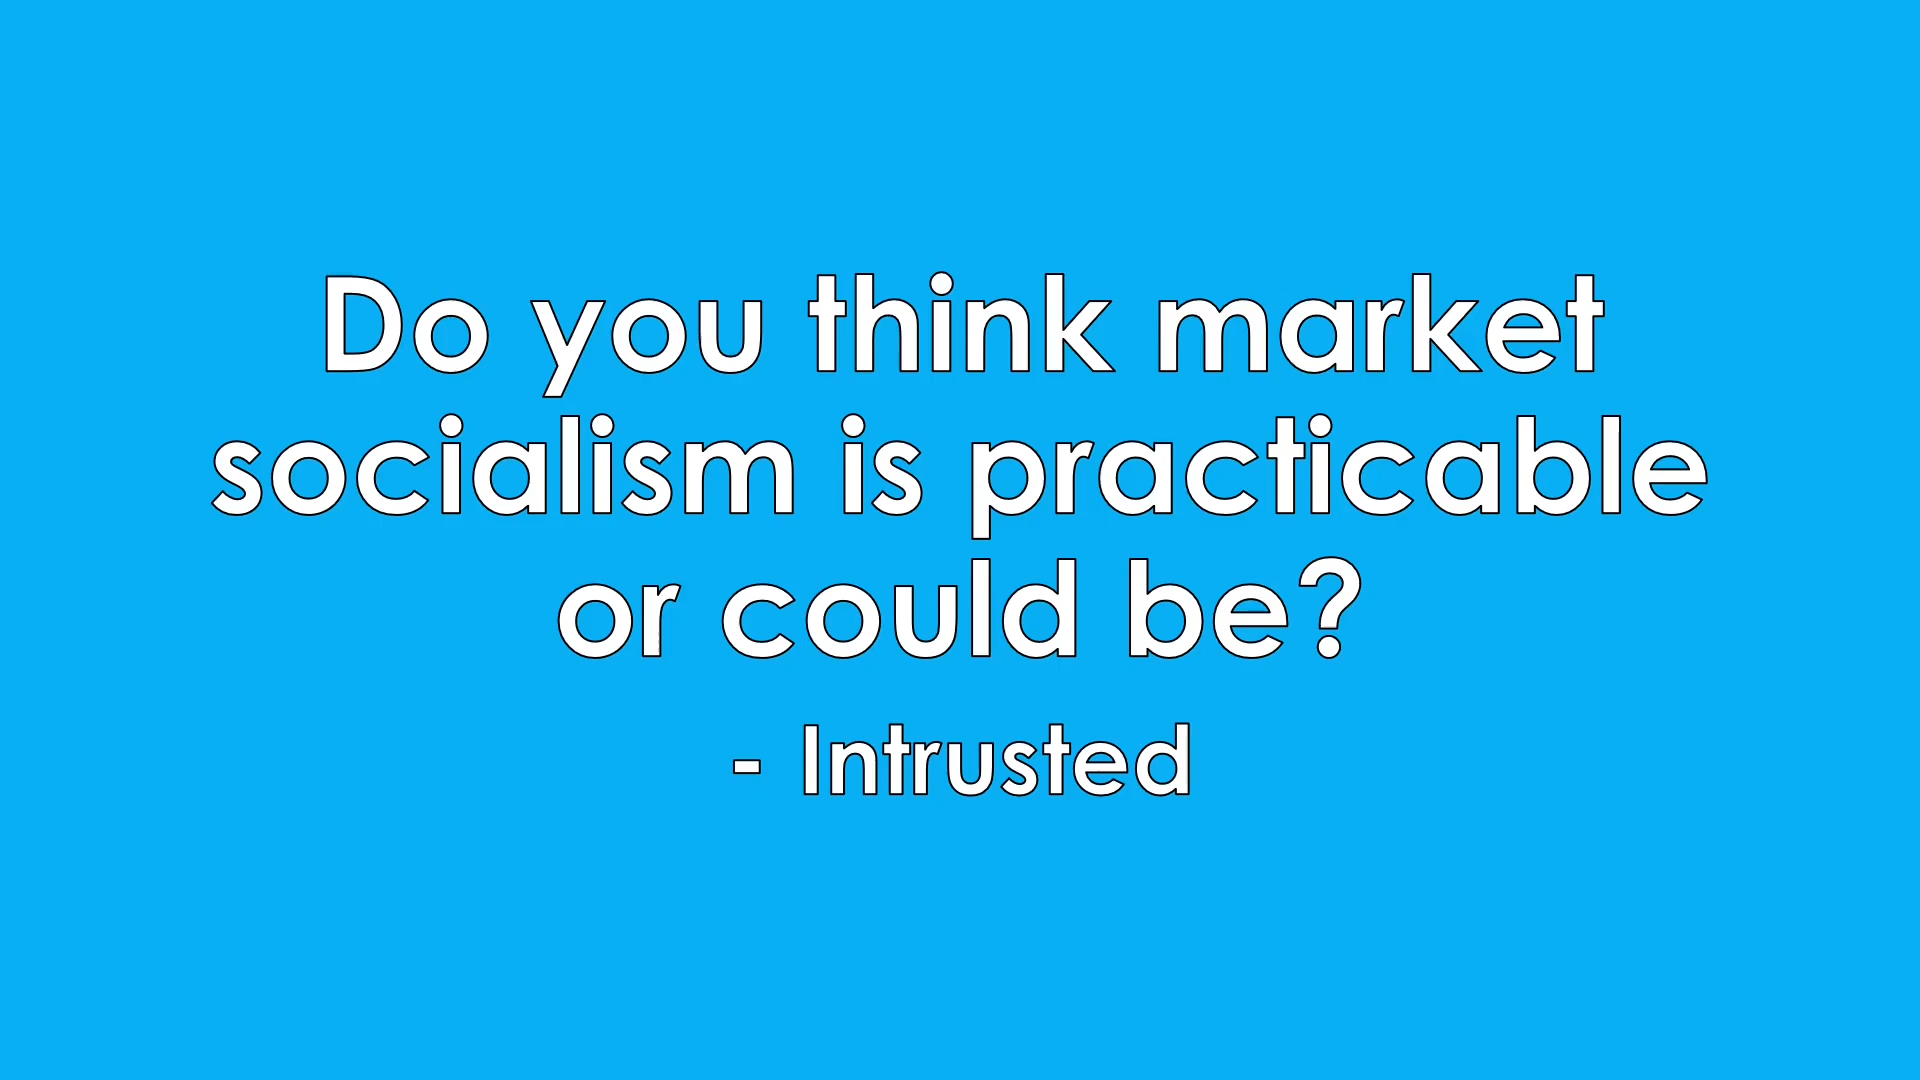 Do you think market
socialism is practicable
or could be?
- Intrusted